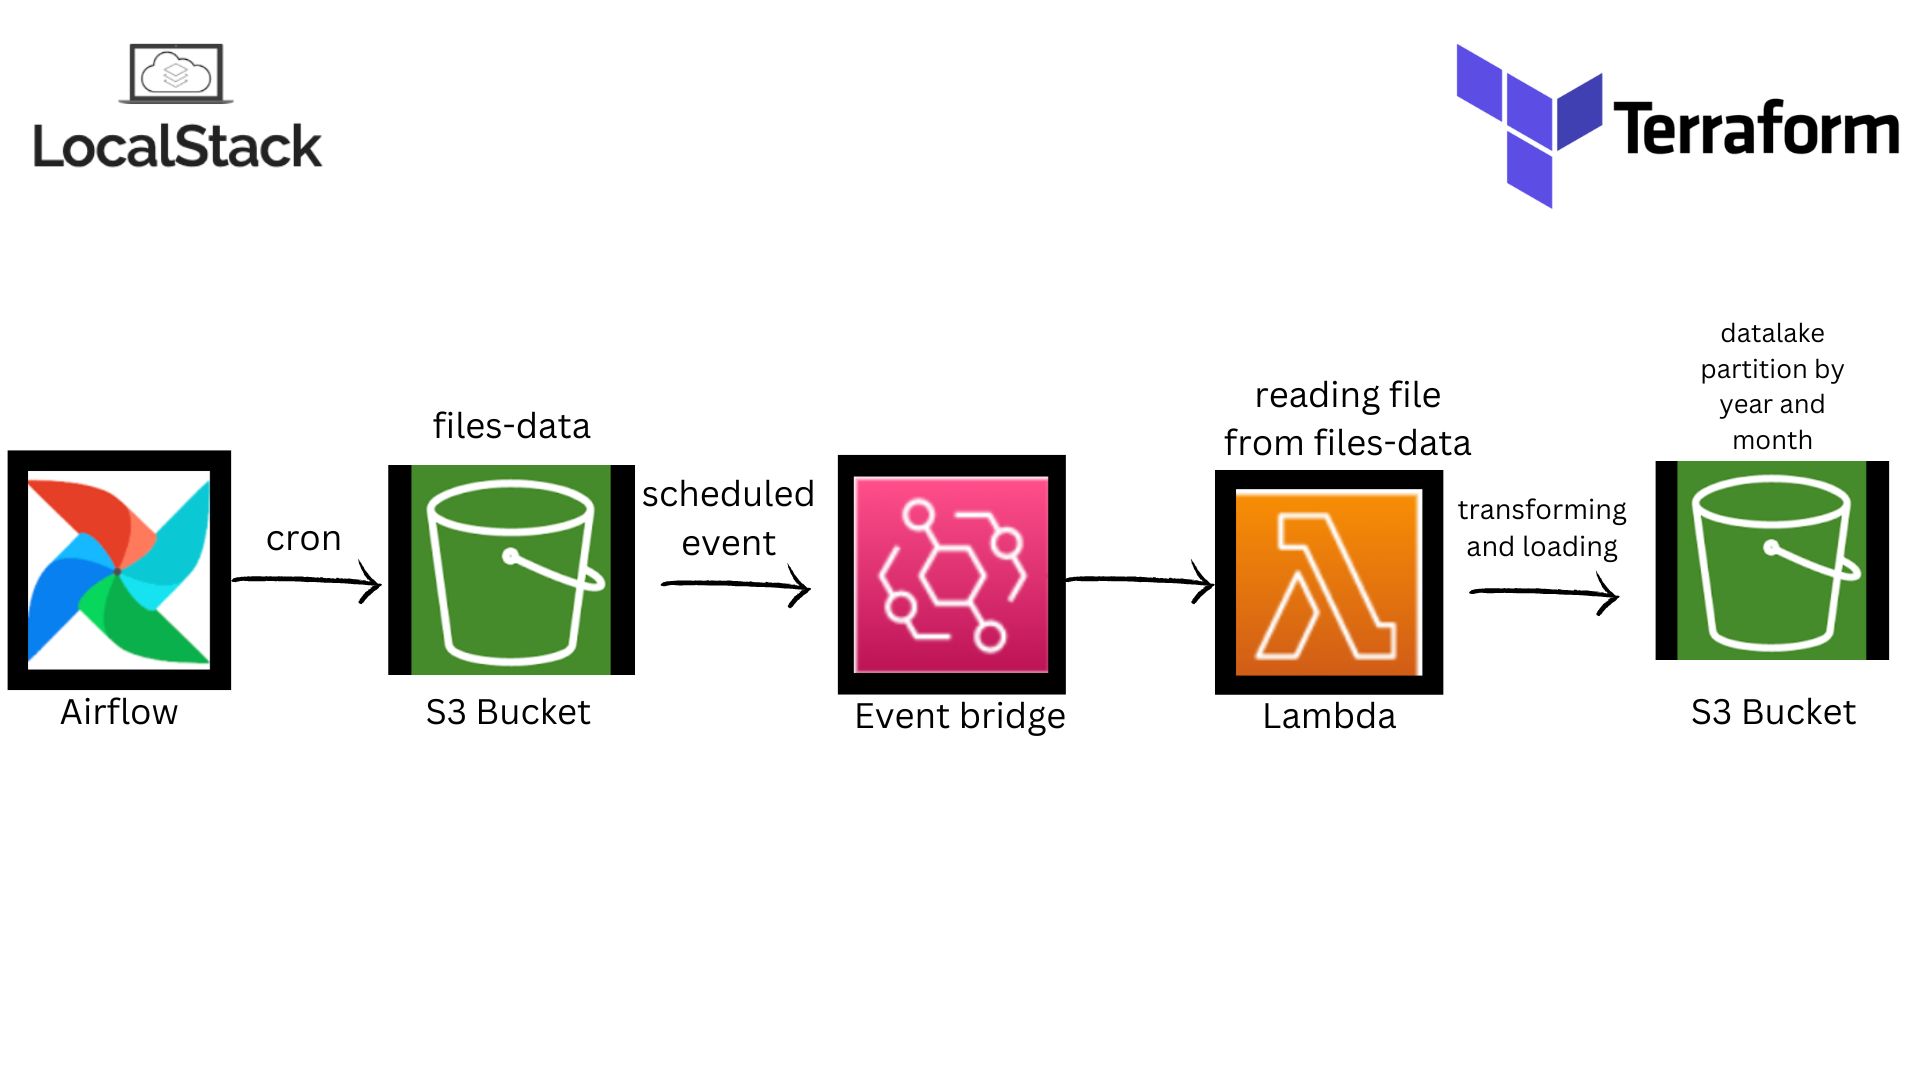 LocalStack
Terraform
datalake
partition by
year and
month
reading file
from files-data
files-data
scheduled
event
cron
transforming
and loading
Airflow
S3 Bucket
Event bridge
Lambda
S3 Bucket